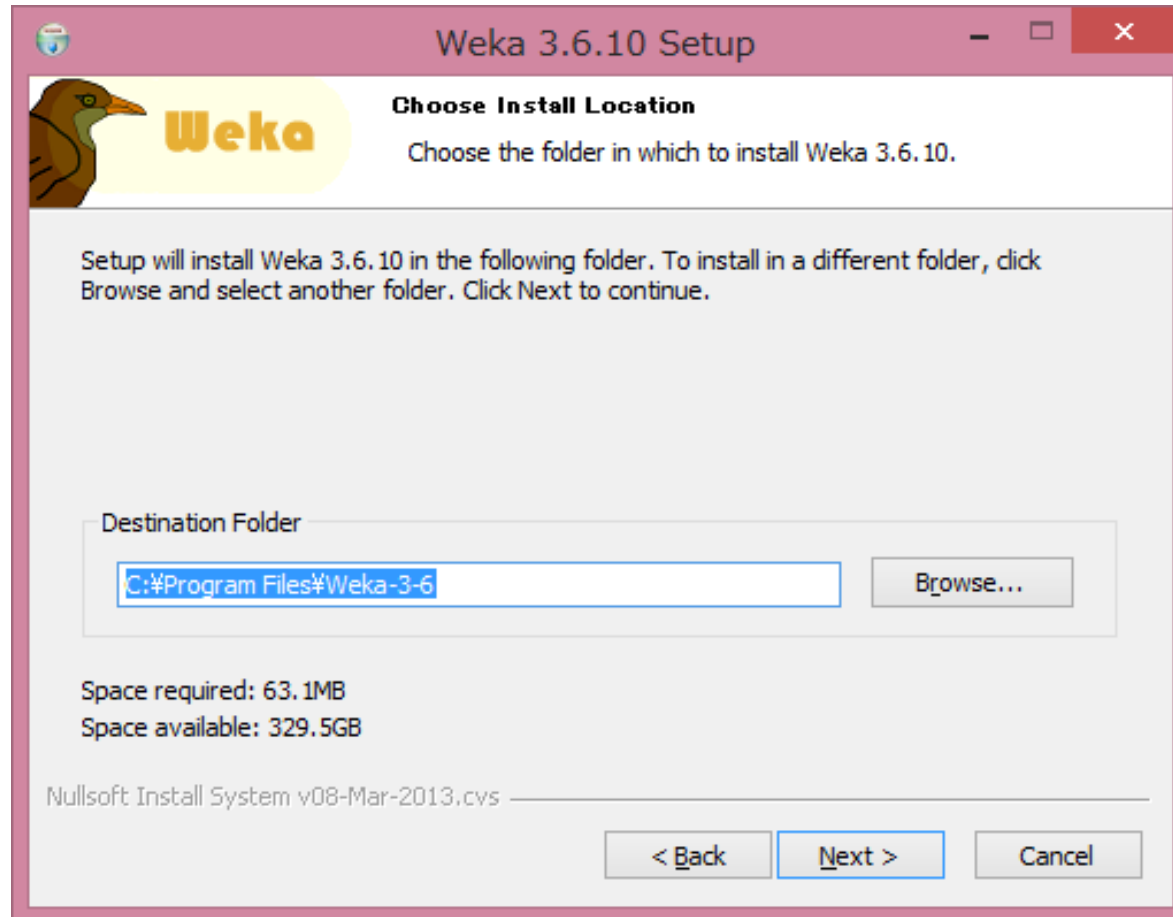 Weka 3.6.10 Setup
Weka
Choose Install Location
Choose the folder in which to install Weka 3.6.10.
Setup will install Weka 3.6.10 in the following folder. To install in a different folder, click
Browse and select another folder. Click Next to continue.
Destination Folder
C:¥Program Files¥Weka-3-6
Browse...
Space required: 63.1MB
Space available: 329.5GB
Nullsoft Install System v08-Mar-2013.cvs
< Back
Next >
Cancel